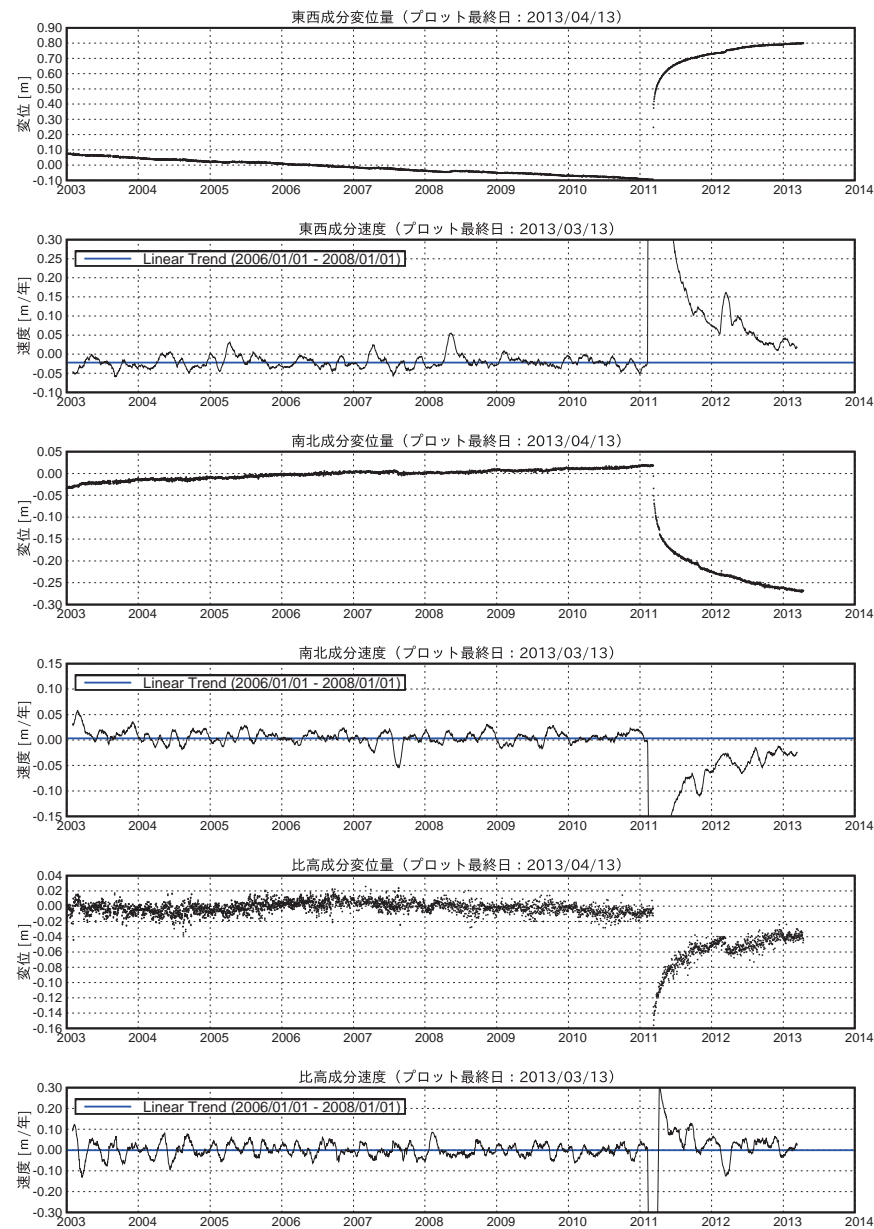 東西成分変位量（プロット最終日：2013/04/13）
変位 [m]
0.90
0.80
0.70
0.60
0.50
0.40
0.30
0.20
0.10
0.00
-0.10
2003 2004 2005 2006 2007 2008 2009 2010 2011 2012 2013 2014
東西成分速度（プロット最終日：2013/03/13）
速度 [m/年]
Linear Trend (2006/01/01 - 2008/01/01)
0.30
0.25
0.20
0.15
0.10
0.05
0.00
-0.05
-0.10
2003 2004 2005 2006 2007 2008 2009 2010 2011 2012 2013 2014
南北成分変位量（プロット最終日：2013/04/13）
変位 [m]
0.05
0.00
-0.05
-0.10
-0.15
-0.20
-0.25
-0.30
2003 2004 2005 2006 2007 2008 2009 2010 2011 2012 2013 2014
南北成分速度（プロット最終日：2013/03/13）
速度 [m/年]
Linear Trend (2006/01/01 - 2008/01/01)
0.15
0.10
0.05
0.00
-0.05
-0.10
-0.15
2003 2004 2005 2006 2007 2008 2009 2010 2011 2012 2013 2014
比高成分変位量（プロット最終日：2013/04/13）
変位 [m]
0.04
0.02
0.00
-0.02
-0.04
-0.06
-0.08
-0.10
-0.12
-0.14
-0.16
2003 2004 2005 2006 2007 2008 2009 2010 2011 2012 2013 2014
比高成分速度（プロット最終日：2013/03/13）
速度 [m/年]
Linear Trend (2006/01/01 - 2008/01/01)
0.30
0.20
0.10
0.00
-0.10
-0.20
-0.30
2003 2004 2005 2006 2007 2008 2009 2010 2011 2012 2013 2014